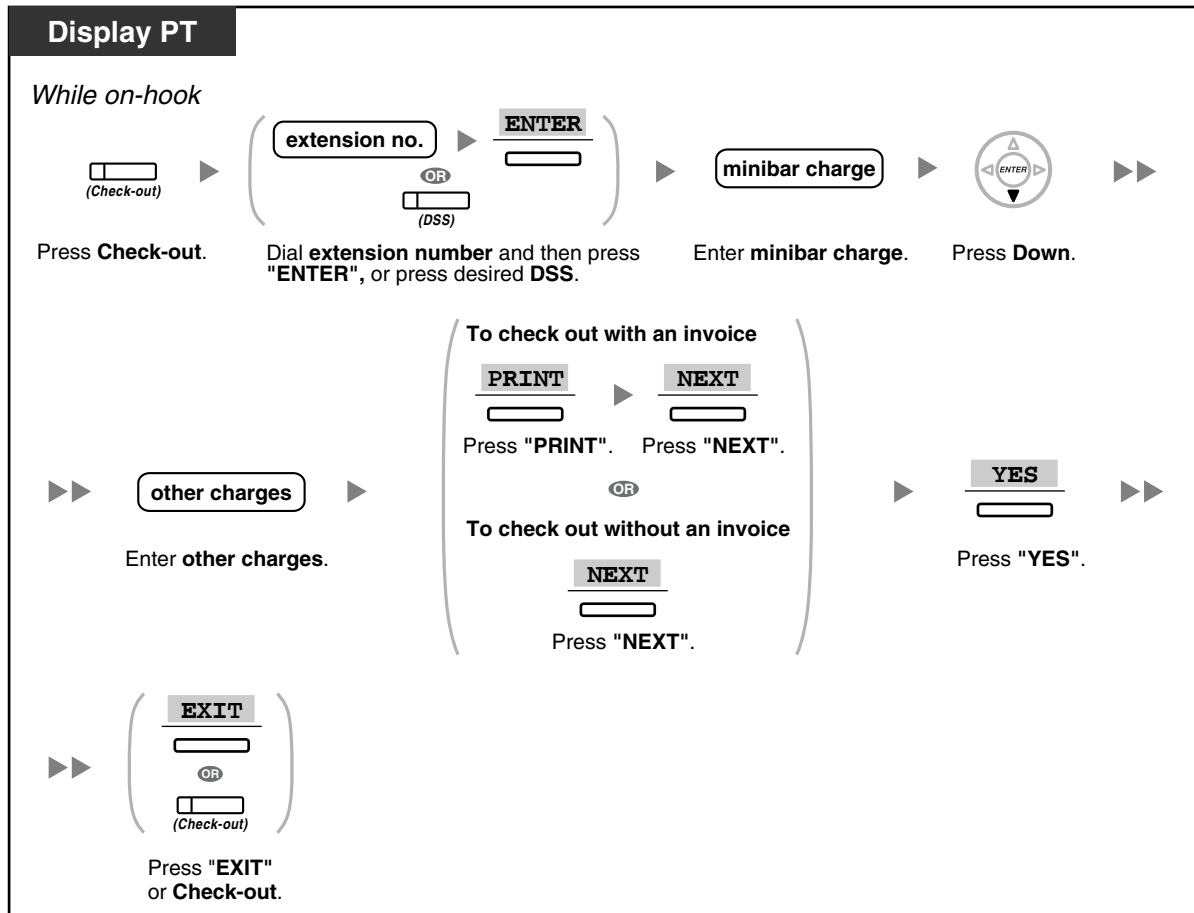 Display PT
While on-hook
(Check-out)
extension no.
ENTER
OR
(DSS)
minibar charge
ENTER
Press Check-out.
Dial extension number and then press
"ENTER", or press desired DSS.
Enter minibar charge.
Press Down.
other charges
Enter other charges.
To check out with an invoice
PRINT
NEXT
Press "PRINT".
Press "NEXT".
OR
To check out without an invoice
NEXT
Press "NEXT".
YES
Press "YES".
EXIT
OR
(Check-out)
Press "EXIT"
or Check-out.